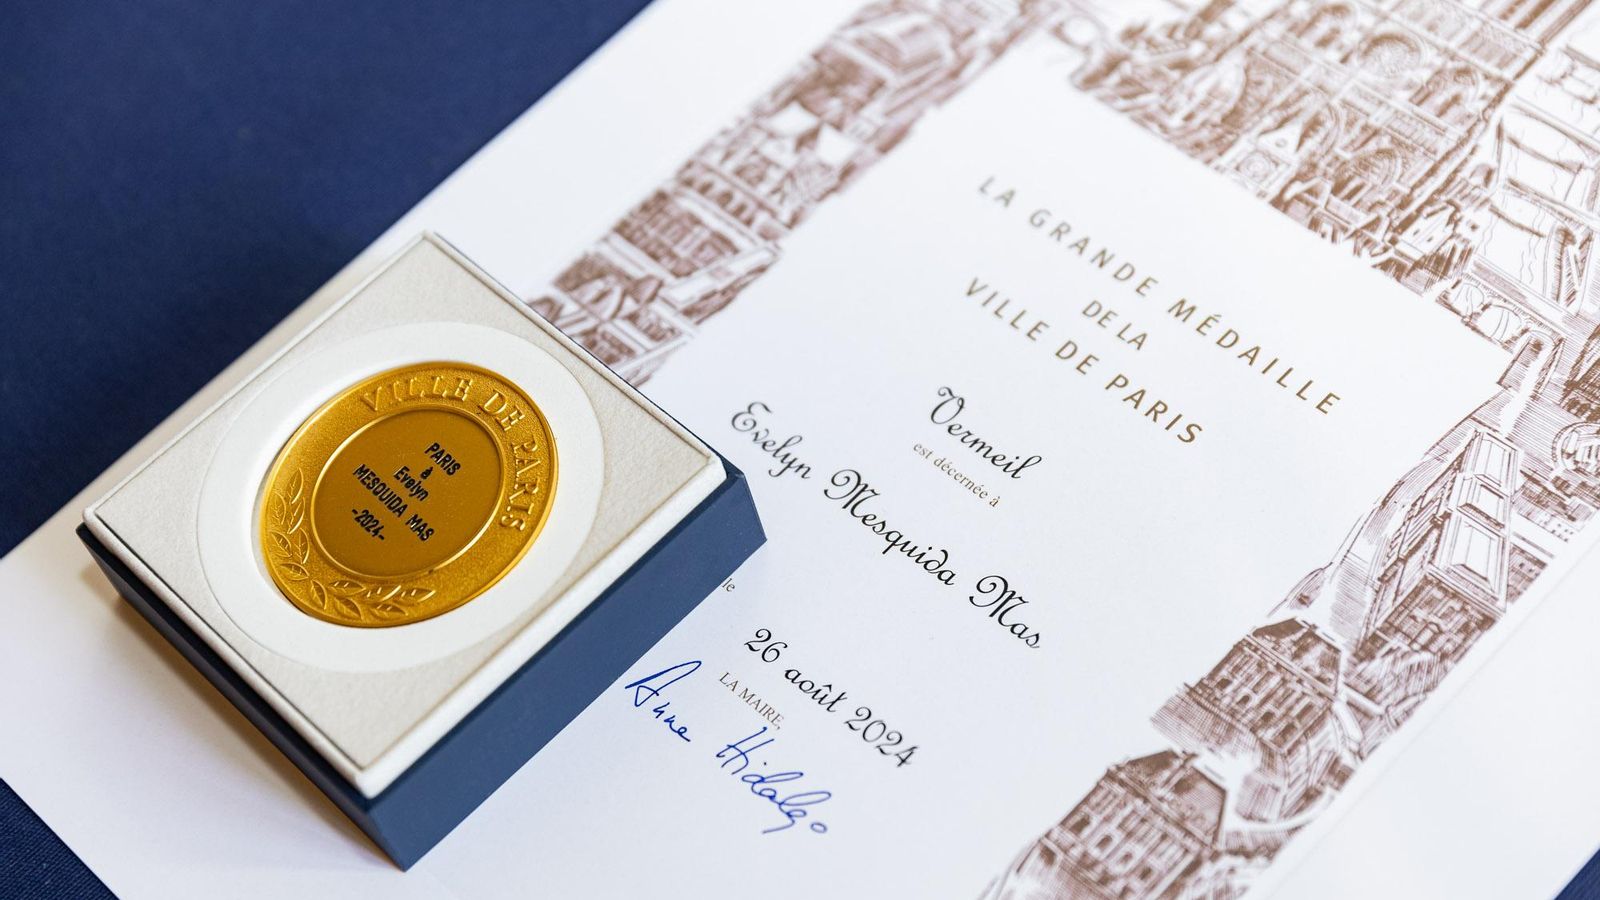 VILLE DE PARIS
PARIS
à
Evelyn
MESQUIDA MAS
-2024-
LA GRANDE MÉDAILLE
DE LA
VILLE DE PARIS
Vermeil
est décernée à
Evelyn Mesquida Mas
le
26 août 2024
LA MAIRE,
Anne Hidalgo